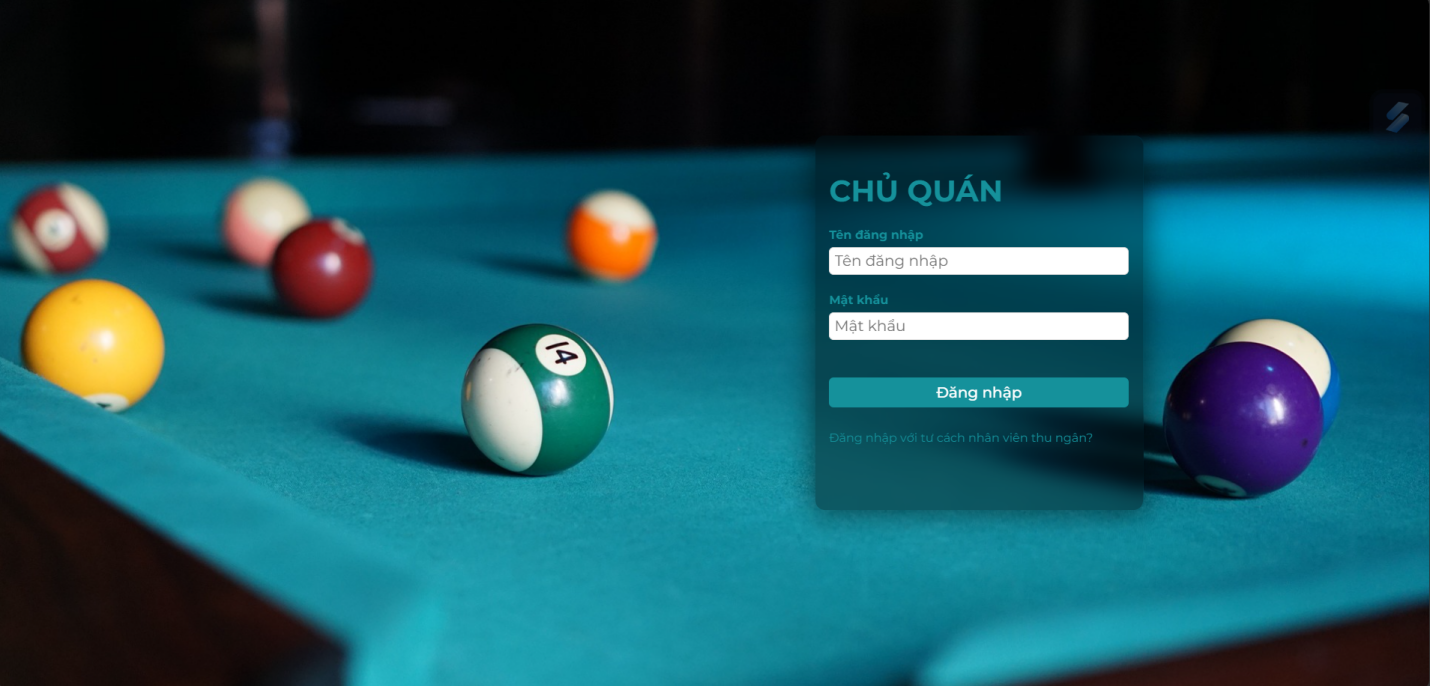 CHỦ QUÁN
Tên đăng nhập
Tên đăng nhập
Mật khẩu
Mật khẩu
Đăng nhập
Đăng nhập với tư cách nhân viên thu ngân?
14